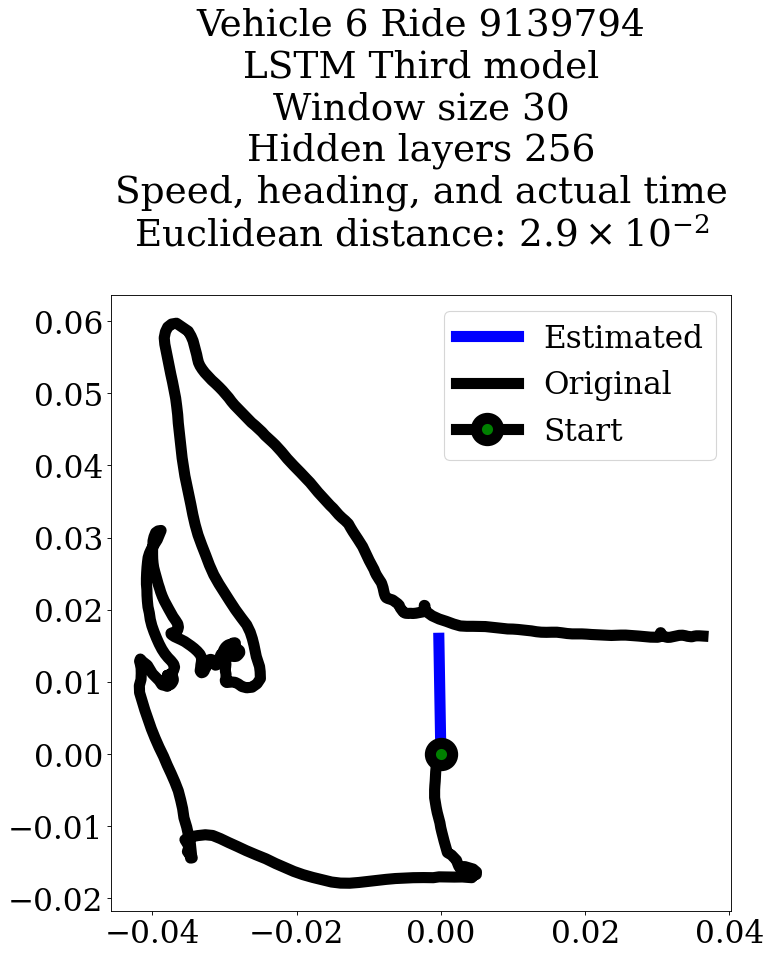 Vehicle 6 Ride 9139794
LSTM Third model
Window size 30
Hidden layers 256
Speed, heading, and actual time
Euclidean distance: 2.9 × 10⁻²
Estimated
Original
Start
0.06
0.05
0.04
0.03
0.02
0.01
0.00
−0.01
−0.02
−0.04 −0.02 0.00 0.02 0.04